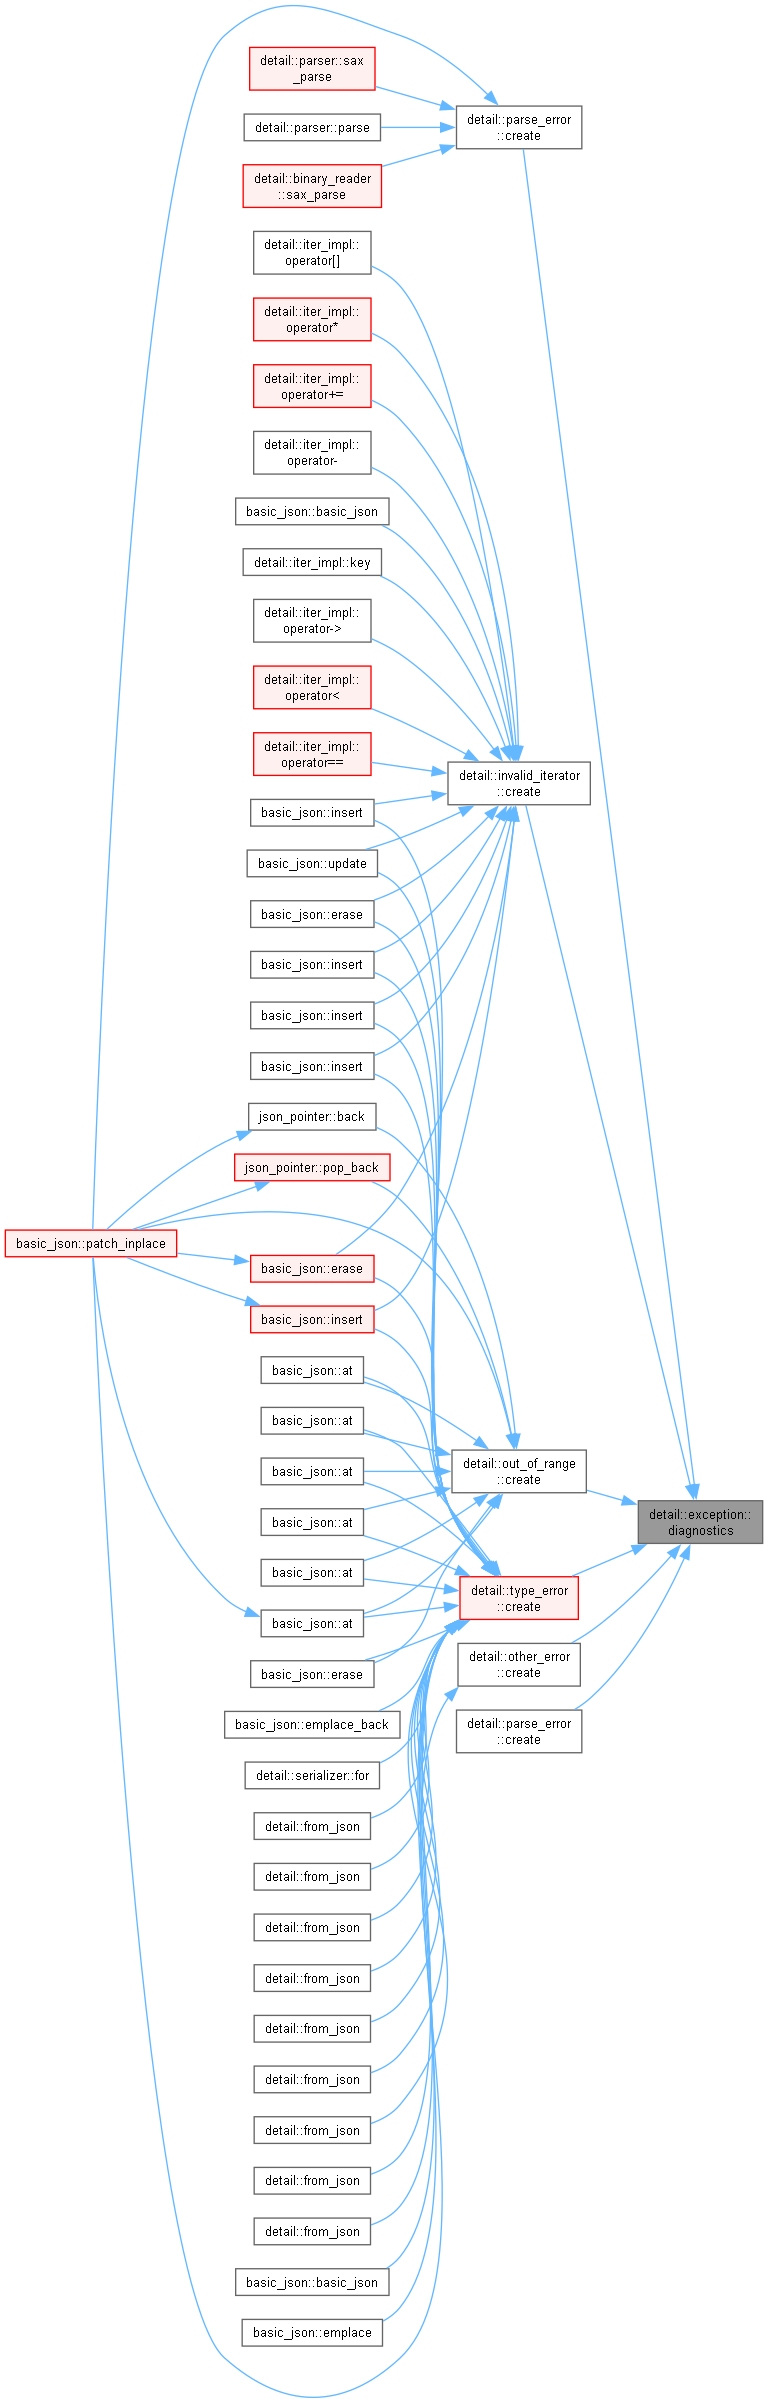 detail::parser::sax
_parse
detail::parse_error
::create
detail::parser::parse
detail::binary_reader
::sax_parse
detail::iter_impl::
operator[]
detail::iter_impl::
operator*
detail::iter_impl::
operator+=
detail::iter_impl::
operator-
basic_json::basic_json
detail::iter_impl::key
detail::iter_impl::
operator->
detail::iter_impl::
operator<
detail::iter_impl::
operator==
detail::invalid_iterator
::create
basic_json::insert
basic_json::update
basic_json::erase
basic_json::insert
basic_json::insert
basic_json::insert
json_pointer::back
json_pointer::pop_back
basic_json::patch_inplace
basic_json::erase
basic_json::insert
basic_json::at
basic_json::at
basic_json::at
detail::out_of_range
::create
basic_json::at
detail::exception::
diagnostics
basic_json::at
detail::type_error
::create
basic_json::at
basic_json::erase
detail::other_error
::create
basic_json::emplace_back
detail::parse_error
::create
detail::serializer::for
detail::from_json
detail::from_json
detail::from_json
detail::from_json
detail::from_json
detail::from_json
detail::from_json
detail::from_json
detail::from_json
basic_json::basic_json
basic_json::emplace